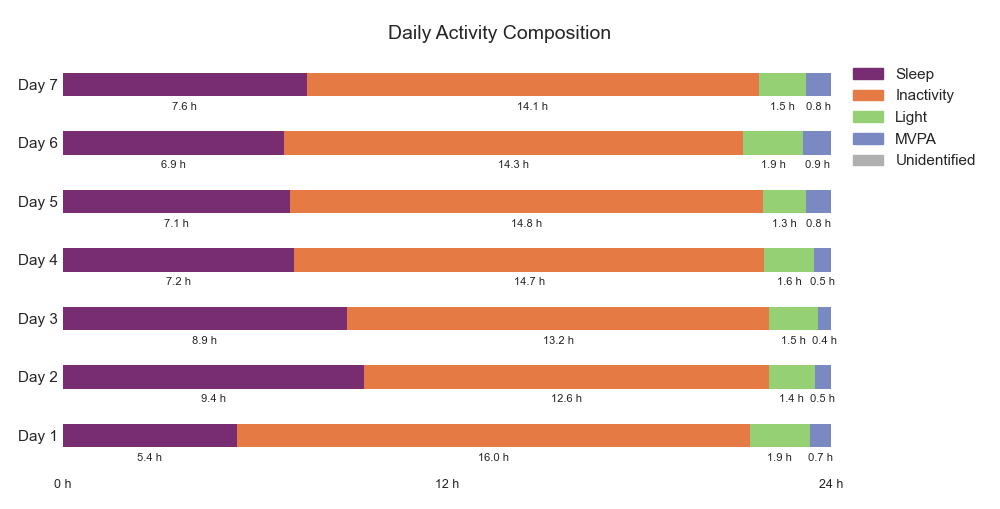 Daily Activity Composition
Day 7
7.6 h 14.1 h 1.5 h 0.8 h
Day 6
6.9 h 14.3 h 1.9 h 0.9 h
Day 5
7.1 h 14.8 h 1.3 h 0.8 h
Day 4
7.2 h 14.7 h 1.6 h 0.5 h
Day 3
8.9 h 13.2 h 1.5 h 0.4 h
Day 2
9.4 h 12.6 h 1.4 h 0.5 h
Day 1
5.4 h 16.0 h 1.9 h 0.7 h
0 h 12 h 24 h
Sleep
Inactivity
Light
MVPA
Unidentified